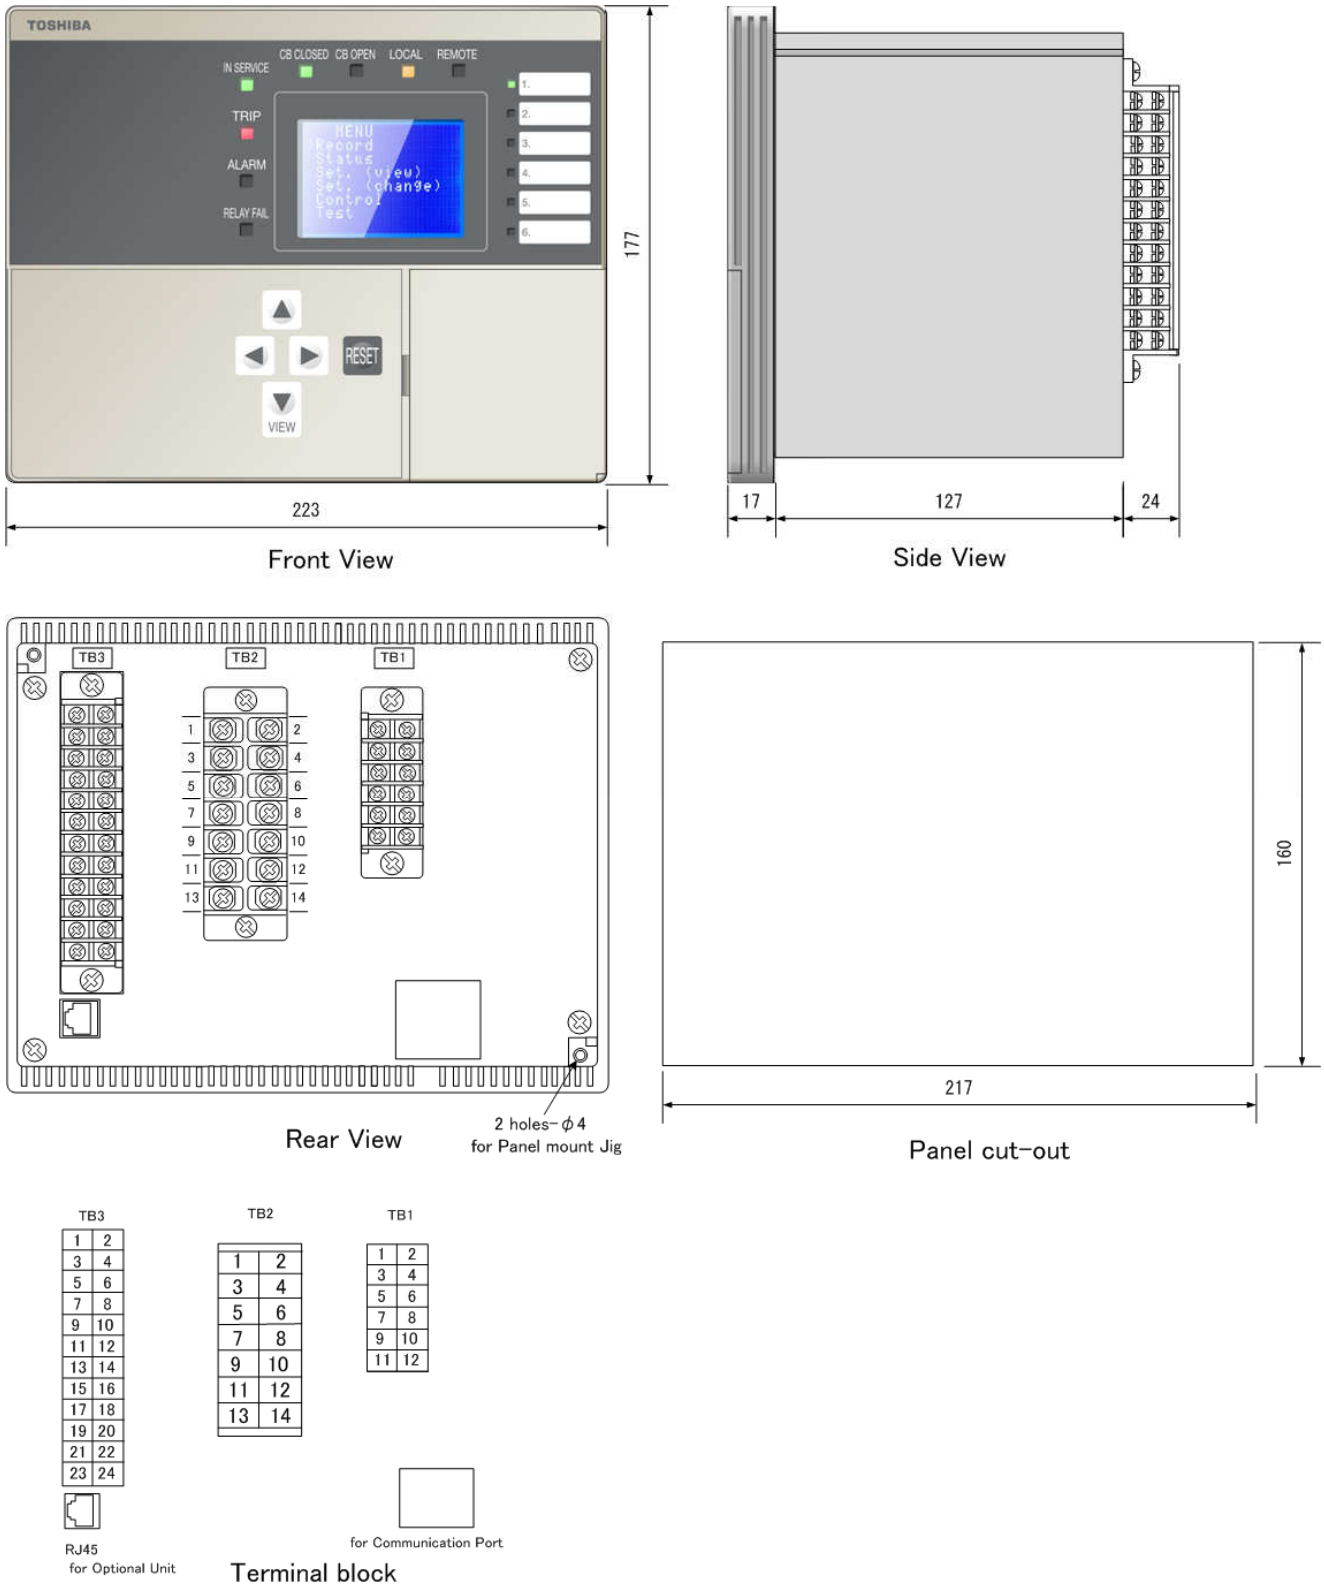 TOSHIBA
CB CLOSED CB OPEN LOCAL REMOTE
IN SERVICE
TRIP
ALARM
RELAY FAIL
MENU
Record
Status
Set. (view)
Set. (change)
Control
Test
1.
2.
3.
4.
5.
6.
RESET
VIEW
177
223
Front View
17 127 24
Side View
TB3 TB2 TB1
1 2
3 4
5 6
7 8
9 10
11 12
13 14
2 holes-φ4
for Panel mount Jig
Rear View
160
217
Panel cut-out
TB3
1 2
3 4
5 6
7 8
9 10
11 12
13 14
15 16
17 18
19 20
21 22
23 24
RJ45
for Optional Unit
TB2
1 2
3 4
5 6
7 8
9 10
11 12
13 14
TB1
1 2
3 4
5 6
7 8
9 10
11 12
for Communication Port
Terminal block